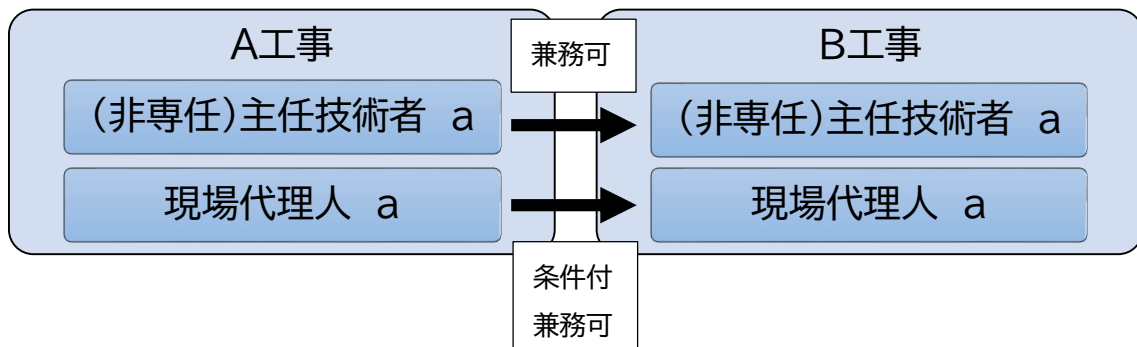 A工事
(非専任)主任技術者 a
現場代理人 a
兼務可
条件付
兼務可
B工事
(非専任)主任技術者 a
現場代理人 a